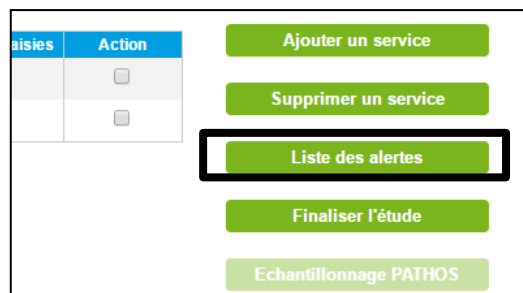 aisies Action
Ajouter un service
Supprimer un service
Liste des alertes
Finaliser l'étude
Echantillonnage PATHOS